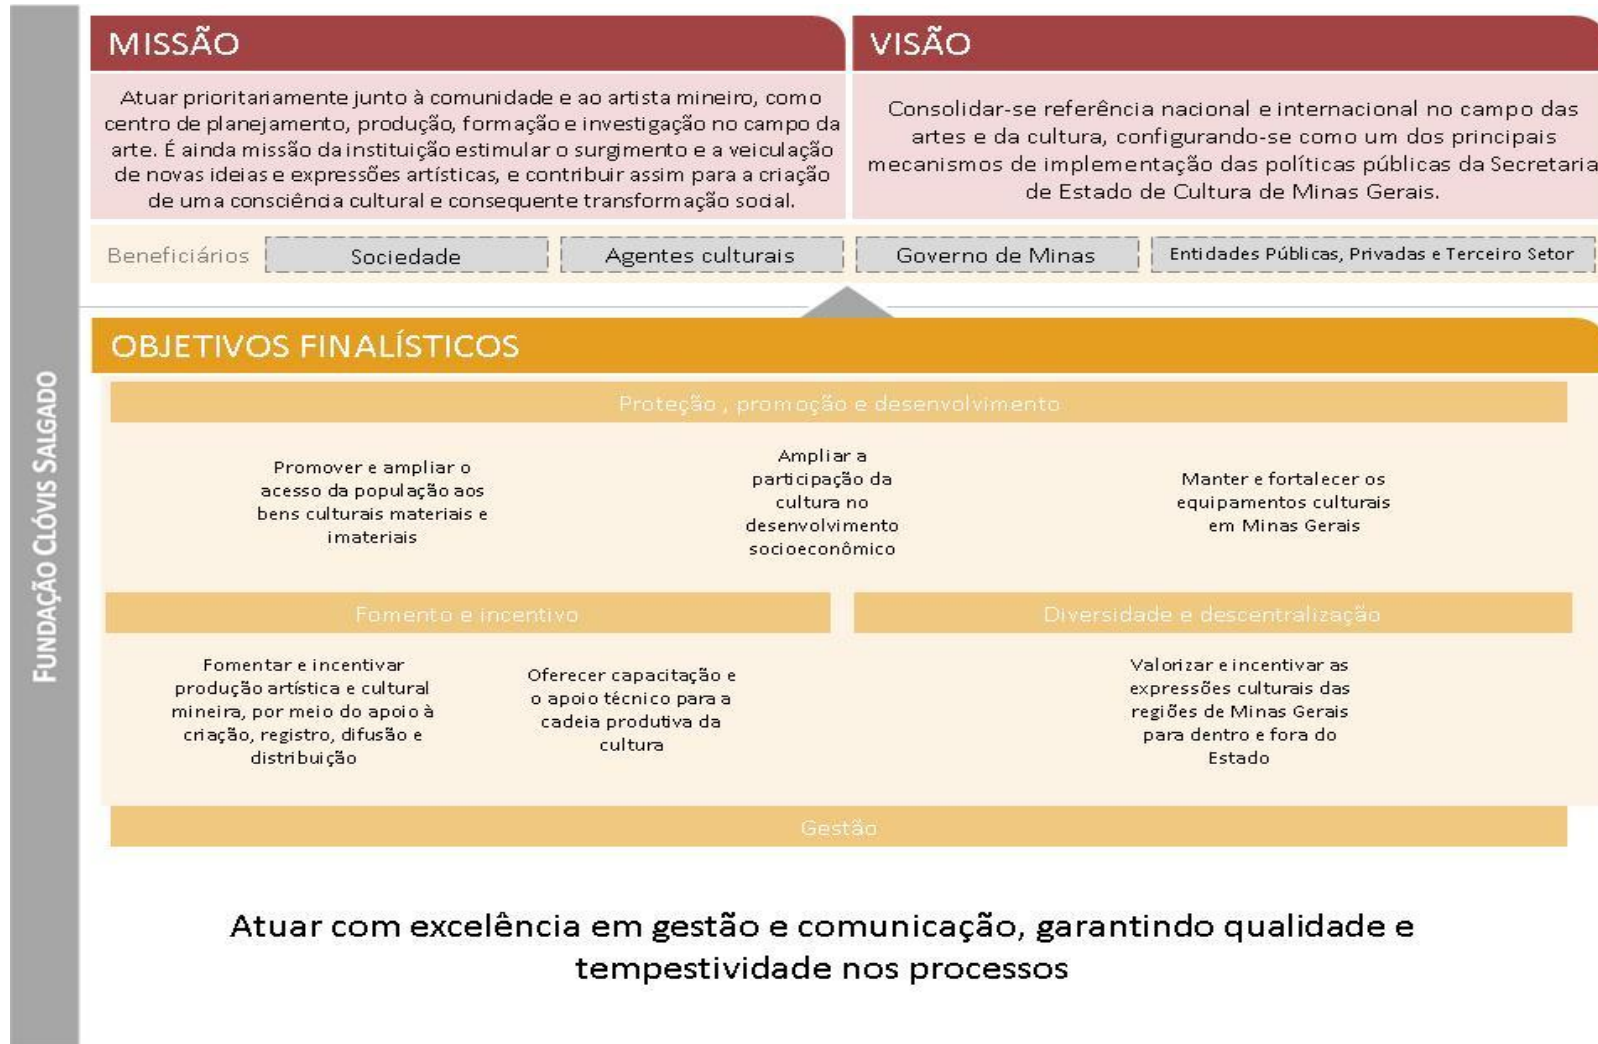 FUNDAÇÃO CLÓVIS SALGADO
MISSÃO
Atuar prioritariamente junto à comunidade e ao artista mineiro, como
centro de planejamento, produção, formação e investigação no campo da
arte. É ainda missão da instituição estimular o surgimento e a veiculação
de novas ideias e expressões artísticas, e contribuir assim para a criação
de uma consciência cultural e consequente transformação social.
VISÃO
Consolidar-se referência nacional e internacional no campo das
artes e da cultura, configurando-se como um dos principais
mecanismos de implementação das políticas públicas da Secretaria
de Estado de Cultura de Minas Gerais.
Beneficiários
Sociedade
Agentes culturais
Governo de Minas
Entidades Públicas, Privadas e Terceiro Setor
OBJETIVOS FINALÍSTICOS
Proteção , promoção e desenvolvimento
Promover e ampliar o
acesso da população aos
bens culturais materiais e
imateriais
Ampliar a
participação da
cultura no
desenvolvimento
socioeconômico
Manter e fortalecer os
equipamentos culturais
em Minas Gerais
Fomento e incentivo
Fomentar e incentivar
produção artística e cultural
mineira, por meio do apoio à
criação, registro, difusão e
distribuição
Oferecer capacitação e
o apoio técnico para a
cadeia produtiva da
cultura
Diversidade e descentralização
Valorizar e incentivar as
expressões culturais das
regiões de Minas Gerais
para dentro e fora do
Estado
Gestão
Atuar com excelência em gestão e comunicação, garantindo qualidade e
tempestividade nos processos